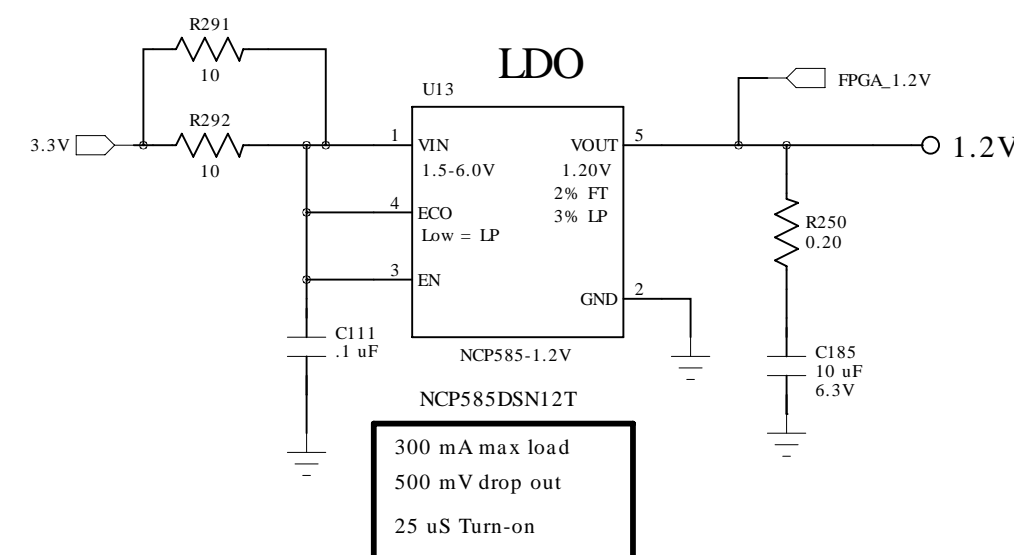 R291
10
LDO
U13
FPGA_1.2V
R292
3.3V
10
1
VIN
1.5-6.0V
VOUT
5
1.20V
2% FT
3% LP
1.2V
4
ECO
Low = LP
3
EN
GND
2
R250
0.20
C111
.1 uF
NCP585-1.2V
C185
10 uF
6.3V
NCP585DSN12T
300 mA max load
500 mV drop out
25 uS Turn-on